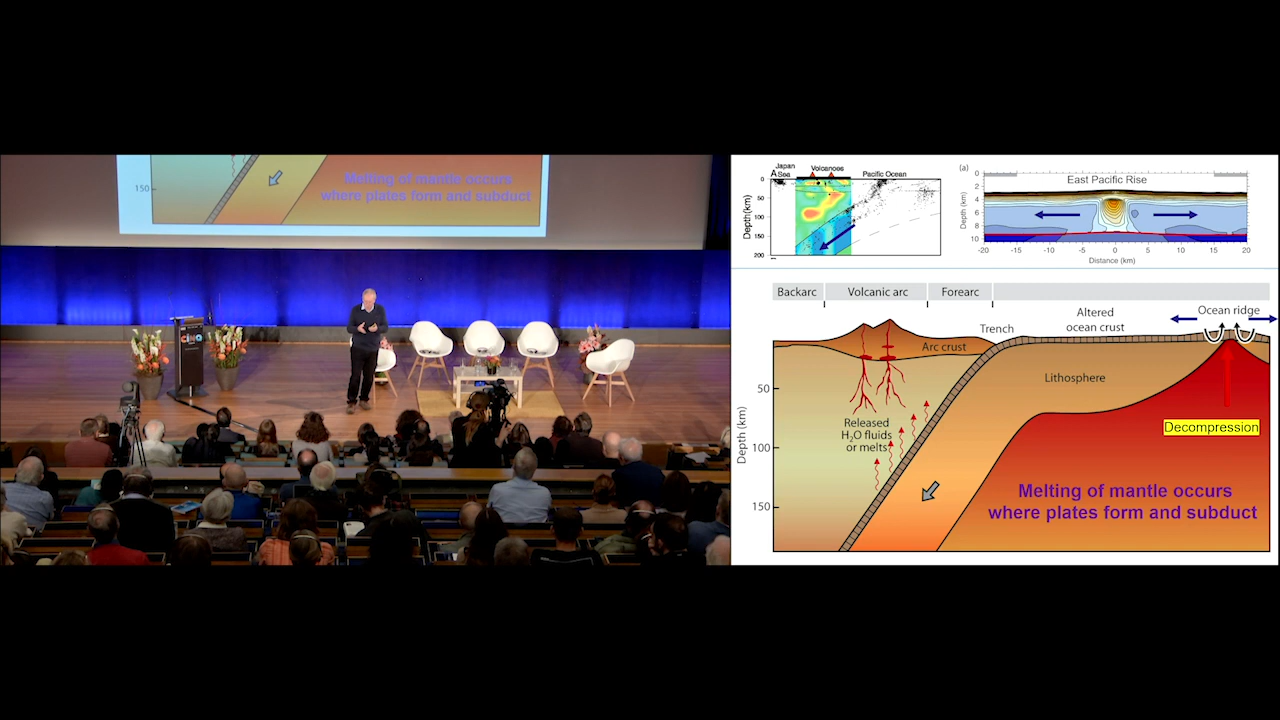 150
Melting of mantle occurs
where plates form and subduct
CINQ
Japan
Sea
Volcanoes
Pacific Ocean
A
0
50
100
150
200
Depth(km)
(a)
East Pacific Rise
0
2
4
6
8
10
Depth (km)
-20 -15 -10 -5 0 5 10 15 20
Distance (km)
Backarc Volcanic arc Forearc
Trench
Altered
ocean crust
Ocean ridge
Arc crust
Lithosphere
50
100
150
Depth (km)
Released
H₂O fluids
or melts
Decompression
Melting of mantle occurs
where plates form and subduct